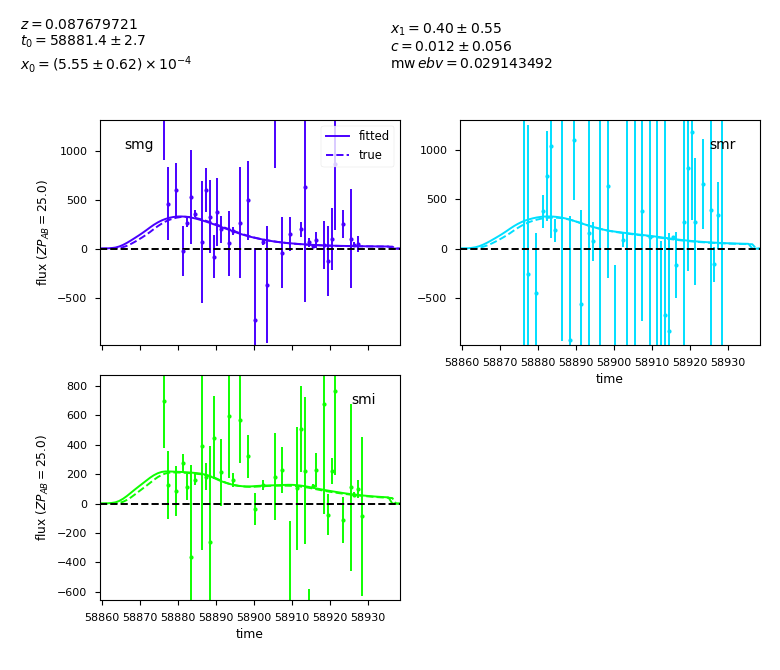 z = 0.087679721
t₀ = 58881.4 ± 2.7
x₀ = (5.55 ± 0.62) × 10⁻⁴
x₁ = 0.40 ± 0.55
c = 0.012 ± 0.056
mw ebv = 0.029143492
smg
fitted
true
1000
500
0
−500
flux (ZP_AB = 25.0)
smr
1000
500
0
−500
58860 58870 58880 58890 58900 58910 58920 58930
time
smi
800
600
400
200
0
−200
−400
−600
flux (ZP_AB = 25.0)
58860 58870 58880 58890 58900 58910 58920 58930
time